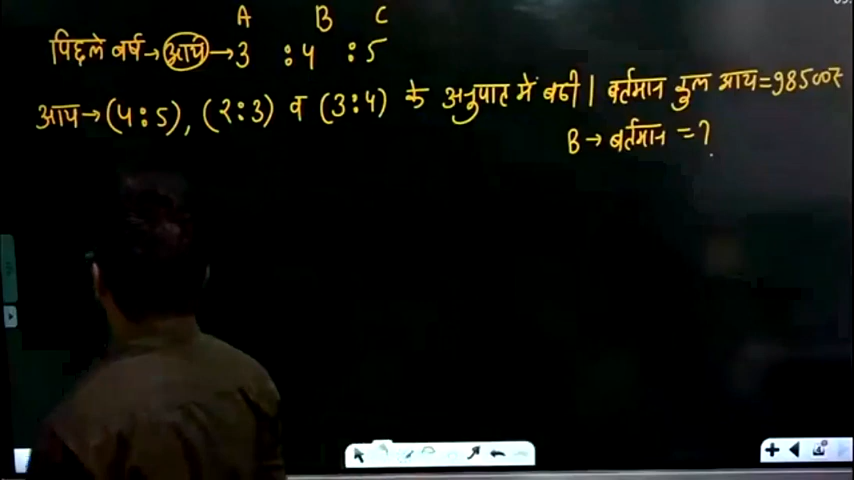 A B C
पिछले वर्ष → आय → 3 : 4 : 5
आय → (4 : 5), (2 : 3) व (3 : 4) के अनुपात में बढी | वर्तमान कुल आय = 98500₹
B → वर्तमान = ?